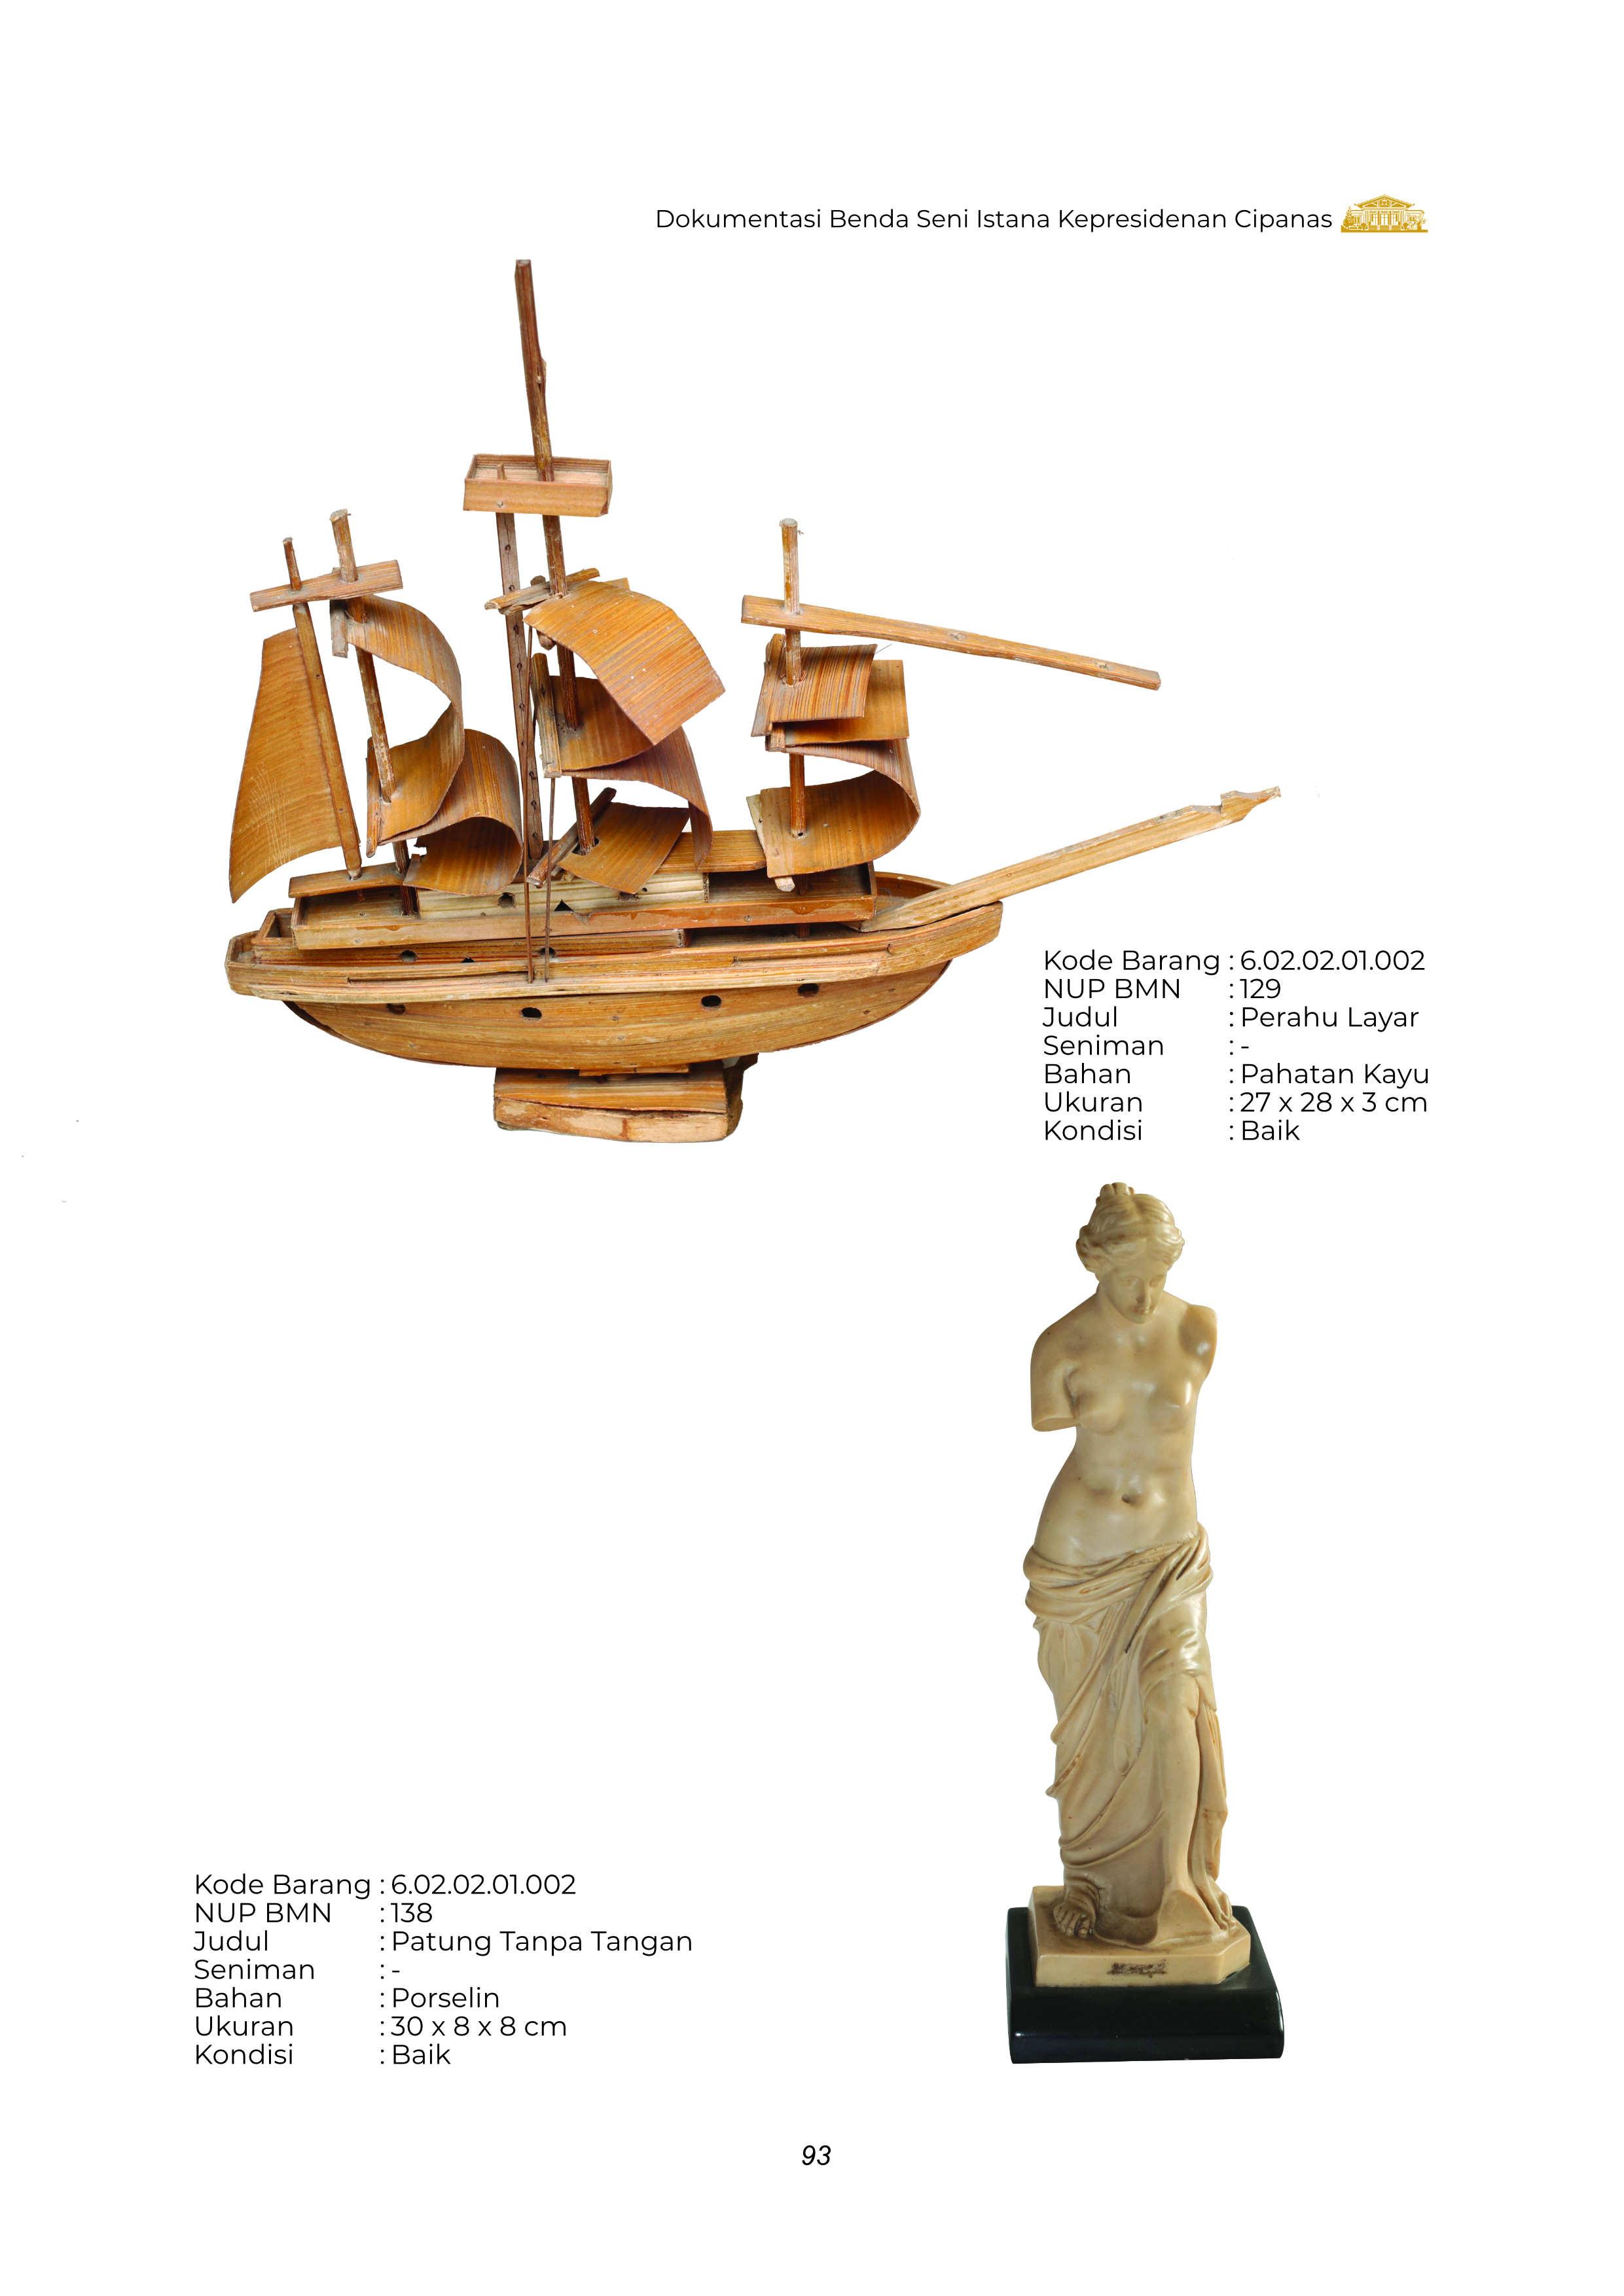 Dokumentasi Benda Seni Istana Kepresidenan Cipanas
Kode Barang : 6.02.02.01.002
NUP BMN : 129
Judul : Perahu Layar
Seniman : -
Bahan : Pahatan Kayu
Ukuran : 27 x 28 x 3 cm
Kondisi : Baik
Kode Barang : 6.02.02.01.002
NUP BMN : 138
Judul : Patung Tanpa Tangan
Seniman : -
Bahan : Porselin
Ukuran : 30 x 8 x 8 cm
Kondisi : Baik
93